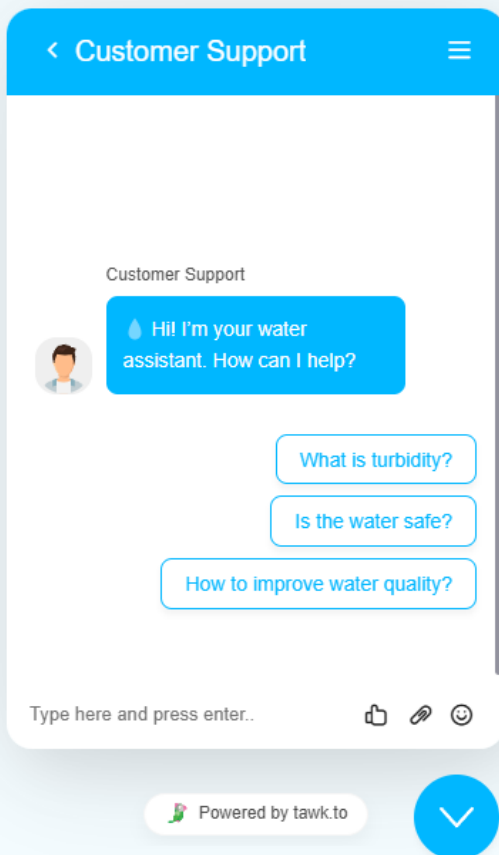 Customer Support
Customer Support
💧 Hi! I'm your water
assistant. How can I help?
What is turbidity?
Is the water safe?
How to improve water quality?
Type here and press enter..
Powered by tawk.to